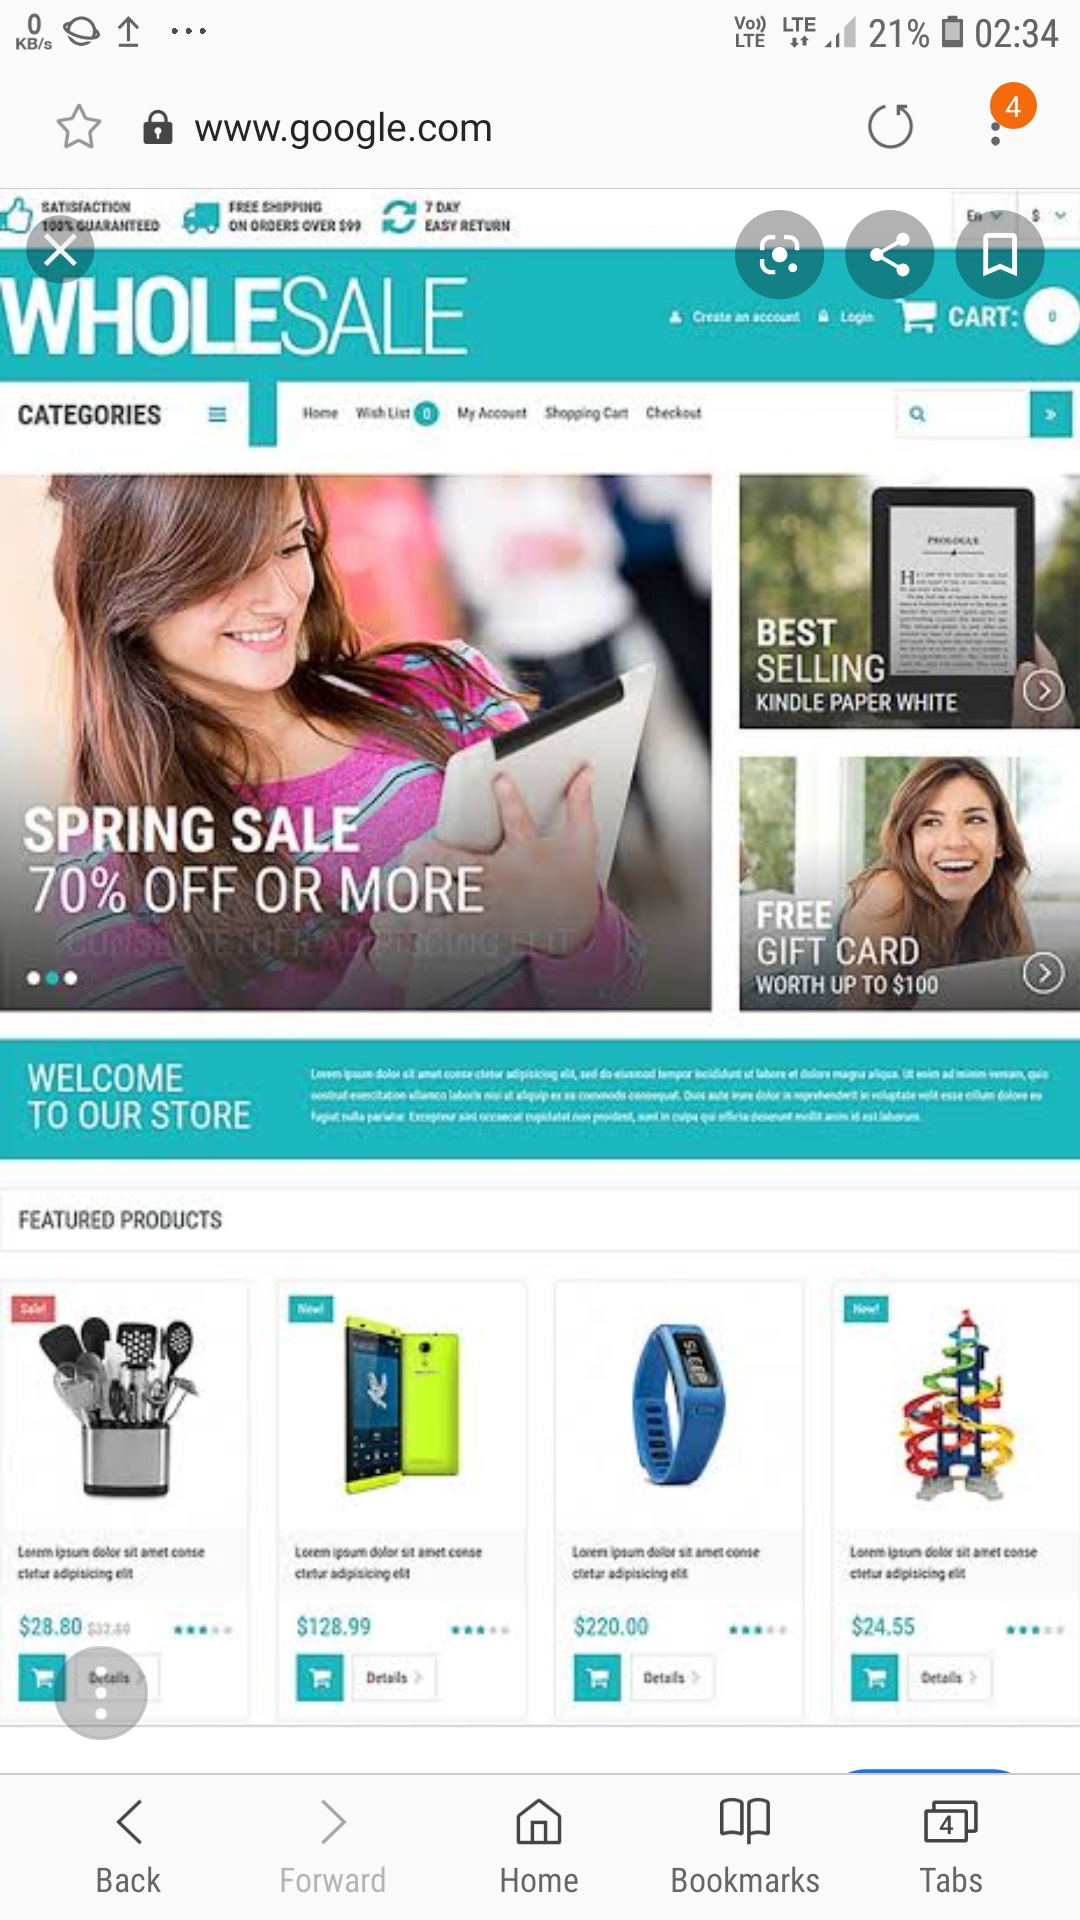 0
KB/s
Vo))
LTE
LTE
21%
02:34
www.google.com
4
SATISFACTION
100% GUARANTEED
FREE SHIPPING
ON ORDERS OVER $99
7 DAY
EASY RETURN
En
$
WHOLESALE
Create an account
Login
CART:
0
CATEGORIES
Home
Wish List 0
My Account
Shopping Cart
Checkout
PROLOGUE
BEST
SELLING
KINDLE PAPER WHITE
SPRING SALE
70% OFF OR MORE
FREE
GIFT CARD
WORTH UP TO $100
WELCOME
TO OUR STORE
Lorem ipsum dolor sit amet conse ctetur adipisicing elit, sed do eiusmod tempor incididunt ut labore et dolore magna aliqua. Ut enim ad minim veniam, quis
nostrud exercitation ullamco laboris nisi ut aliquip ex ea commodo consequat. Duis aute irure dolor in reprehenderit in voluptate velit esse cillum dolore eu
fugiat nulla pariatur. Excepteur sint occaecat cupidatat non proident, sunt in culpa qui officia deserunt mollit anim id est laborum.
FEATURED PRODUCTS
Sale!
New!
New!
Lorem ipsum dolor sit amet conse
ctetur adipisicing elit
Lorem ipsum dolor sit amet conse
ctetur adipisicing elit
Lorem ipsum dolor sit amet conse
ctetur adipisicing elit
Lorem ipsum dolor sit amet conse
ctetur adipisicing elit
$28.80
$128.99
$220.00
$24.55
Details
Details
Details
Details
Back
Forward
Home
Bookmarks
4
Tabs